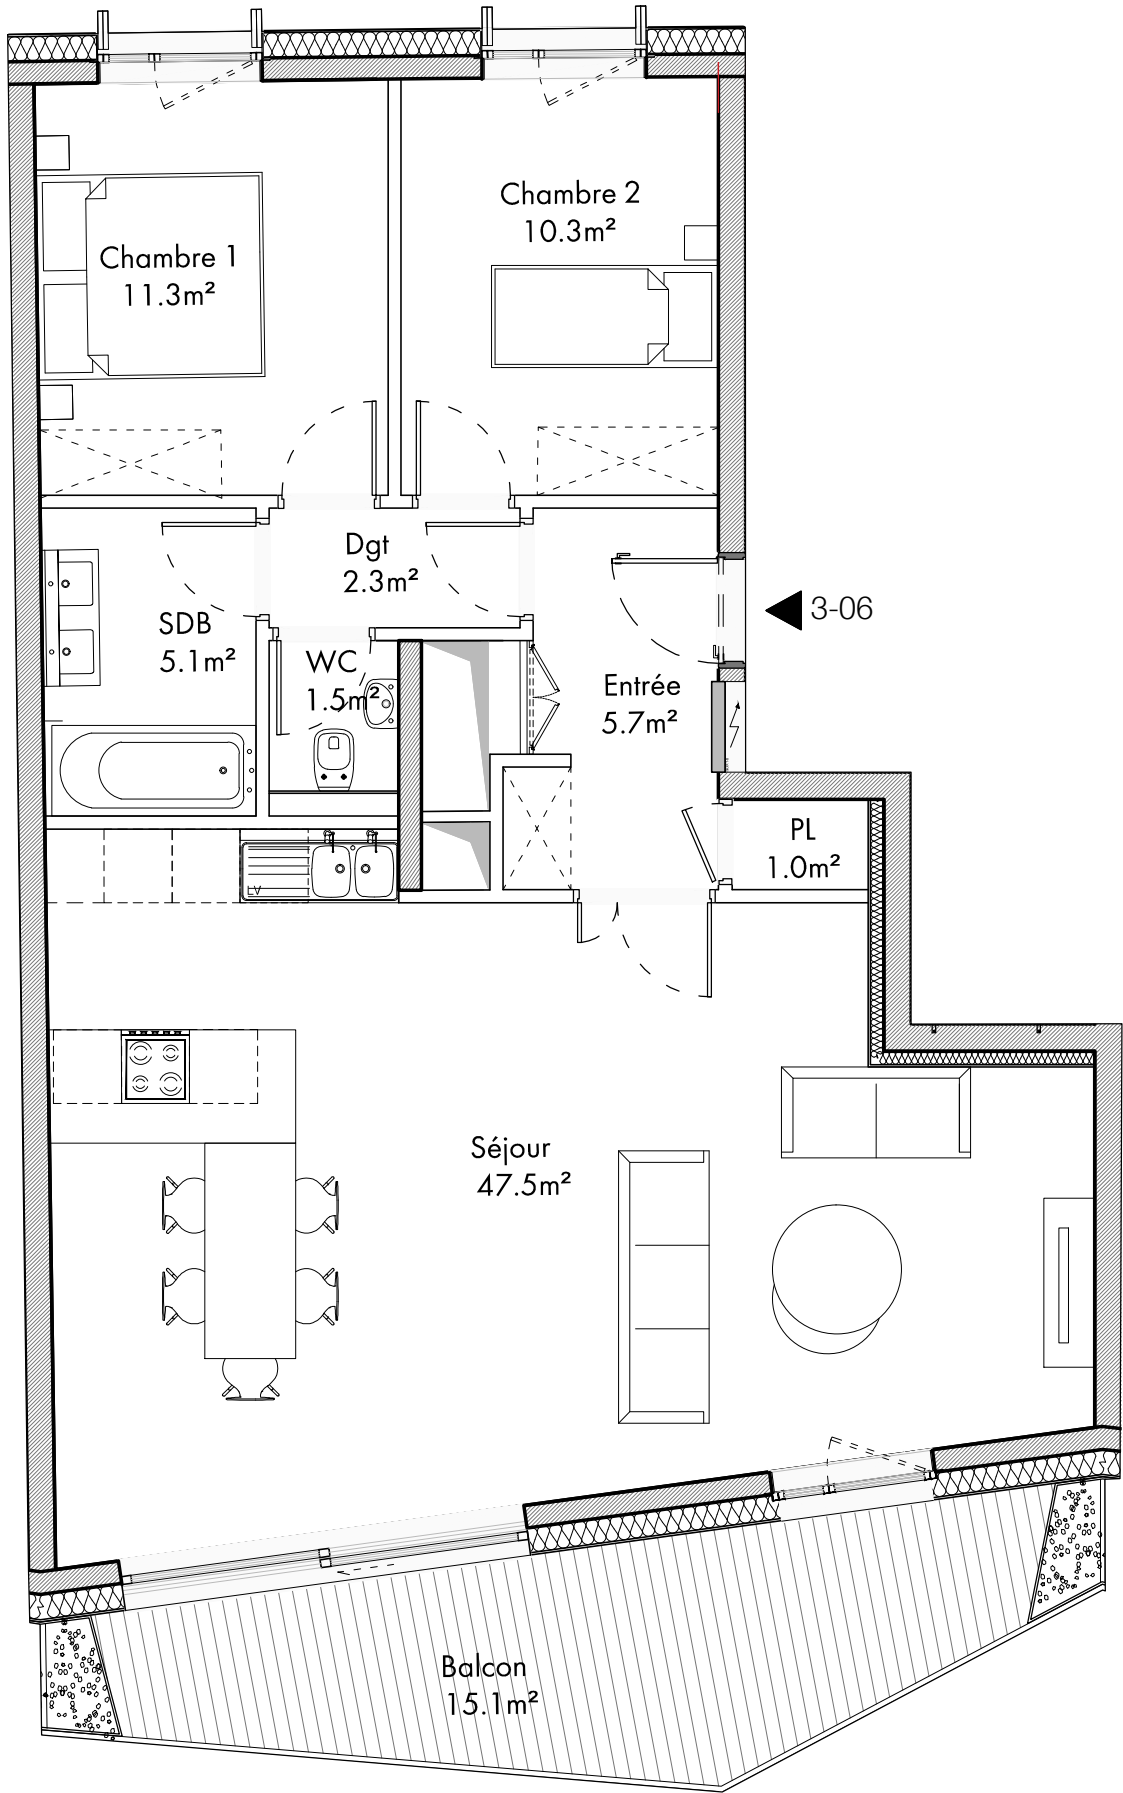 Chambre 2
10.3m²
Chambre 1
11.3m²
Dgt
2.3m²
3-06
SDB
5.1m²
WC
1.5m²
Entrée
5.7m²
PL
1.0m²
LV
Séjour
47.5m²
Balcon
15.1m²